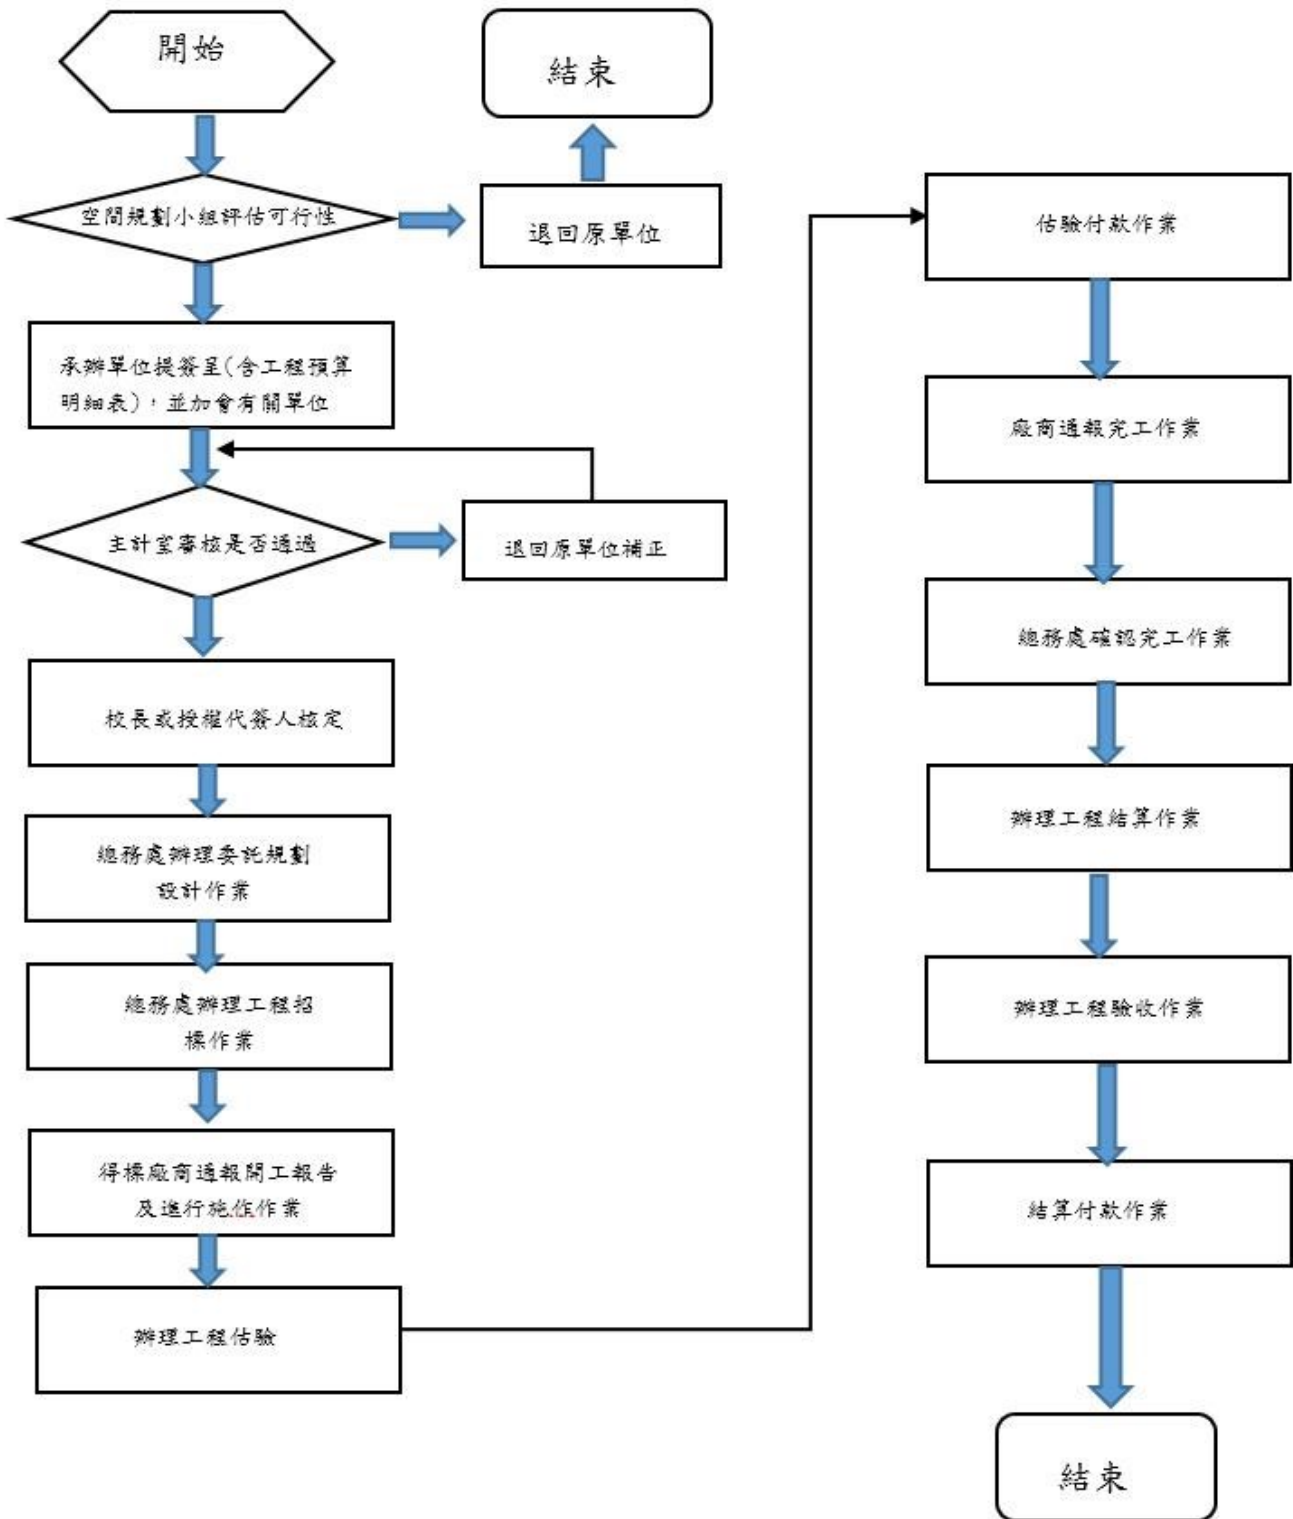 開始
結束
空間規劃小組評估可行性
退回原單位
承辦單位提簽呈(含工程預算
明細表)，並加會有關單位
主計室審核是否通過
退回原單位補正
校長或授權代簽人核定
總務處辦理委託規劃
設計作業
總務處辦理工程招
標作業
得標廠商通報開工報告
及進行施作作業
辦理工程估驗
估驗付款作業
廠商通報完工作業
總務處確認完工作業
辦理工程結算作業
辦理工程驗收作業
結算付款作業
結束